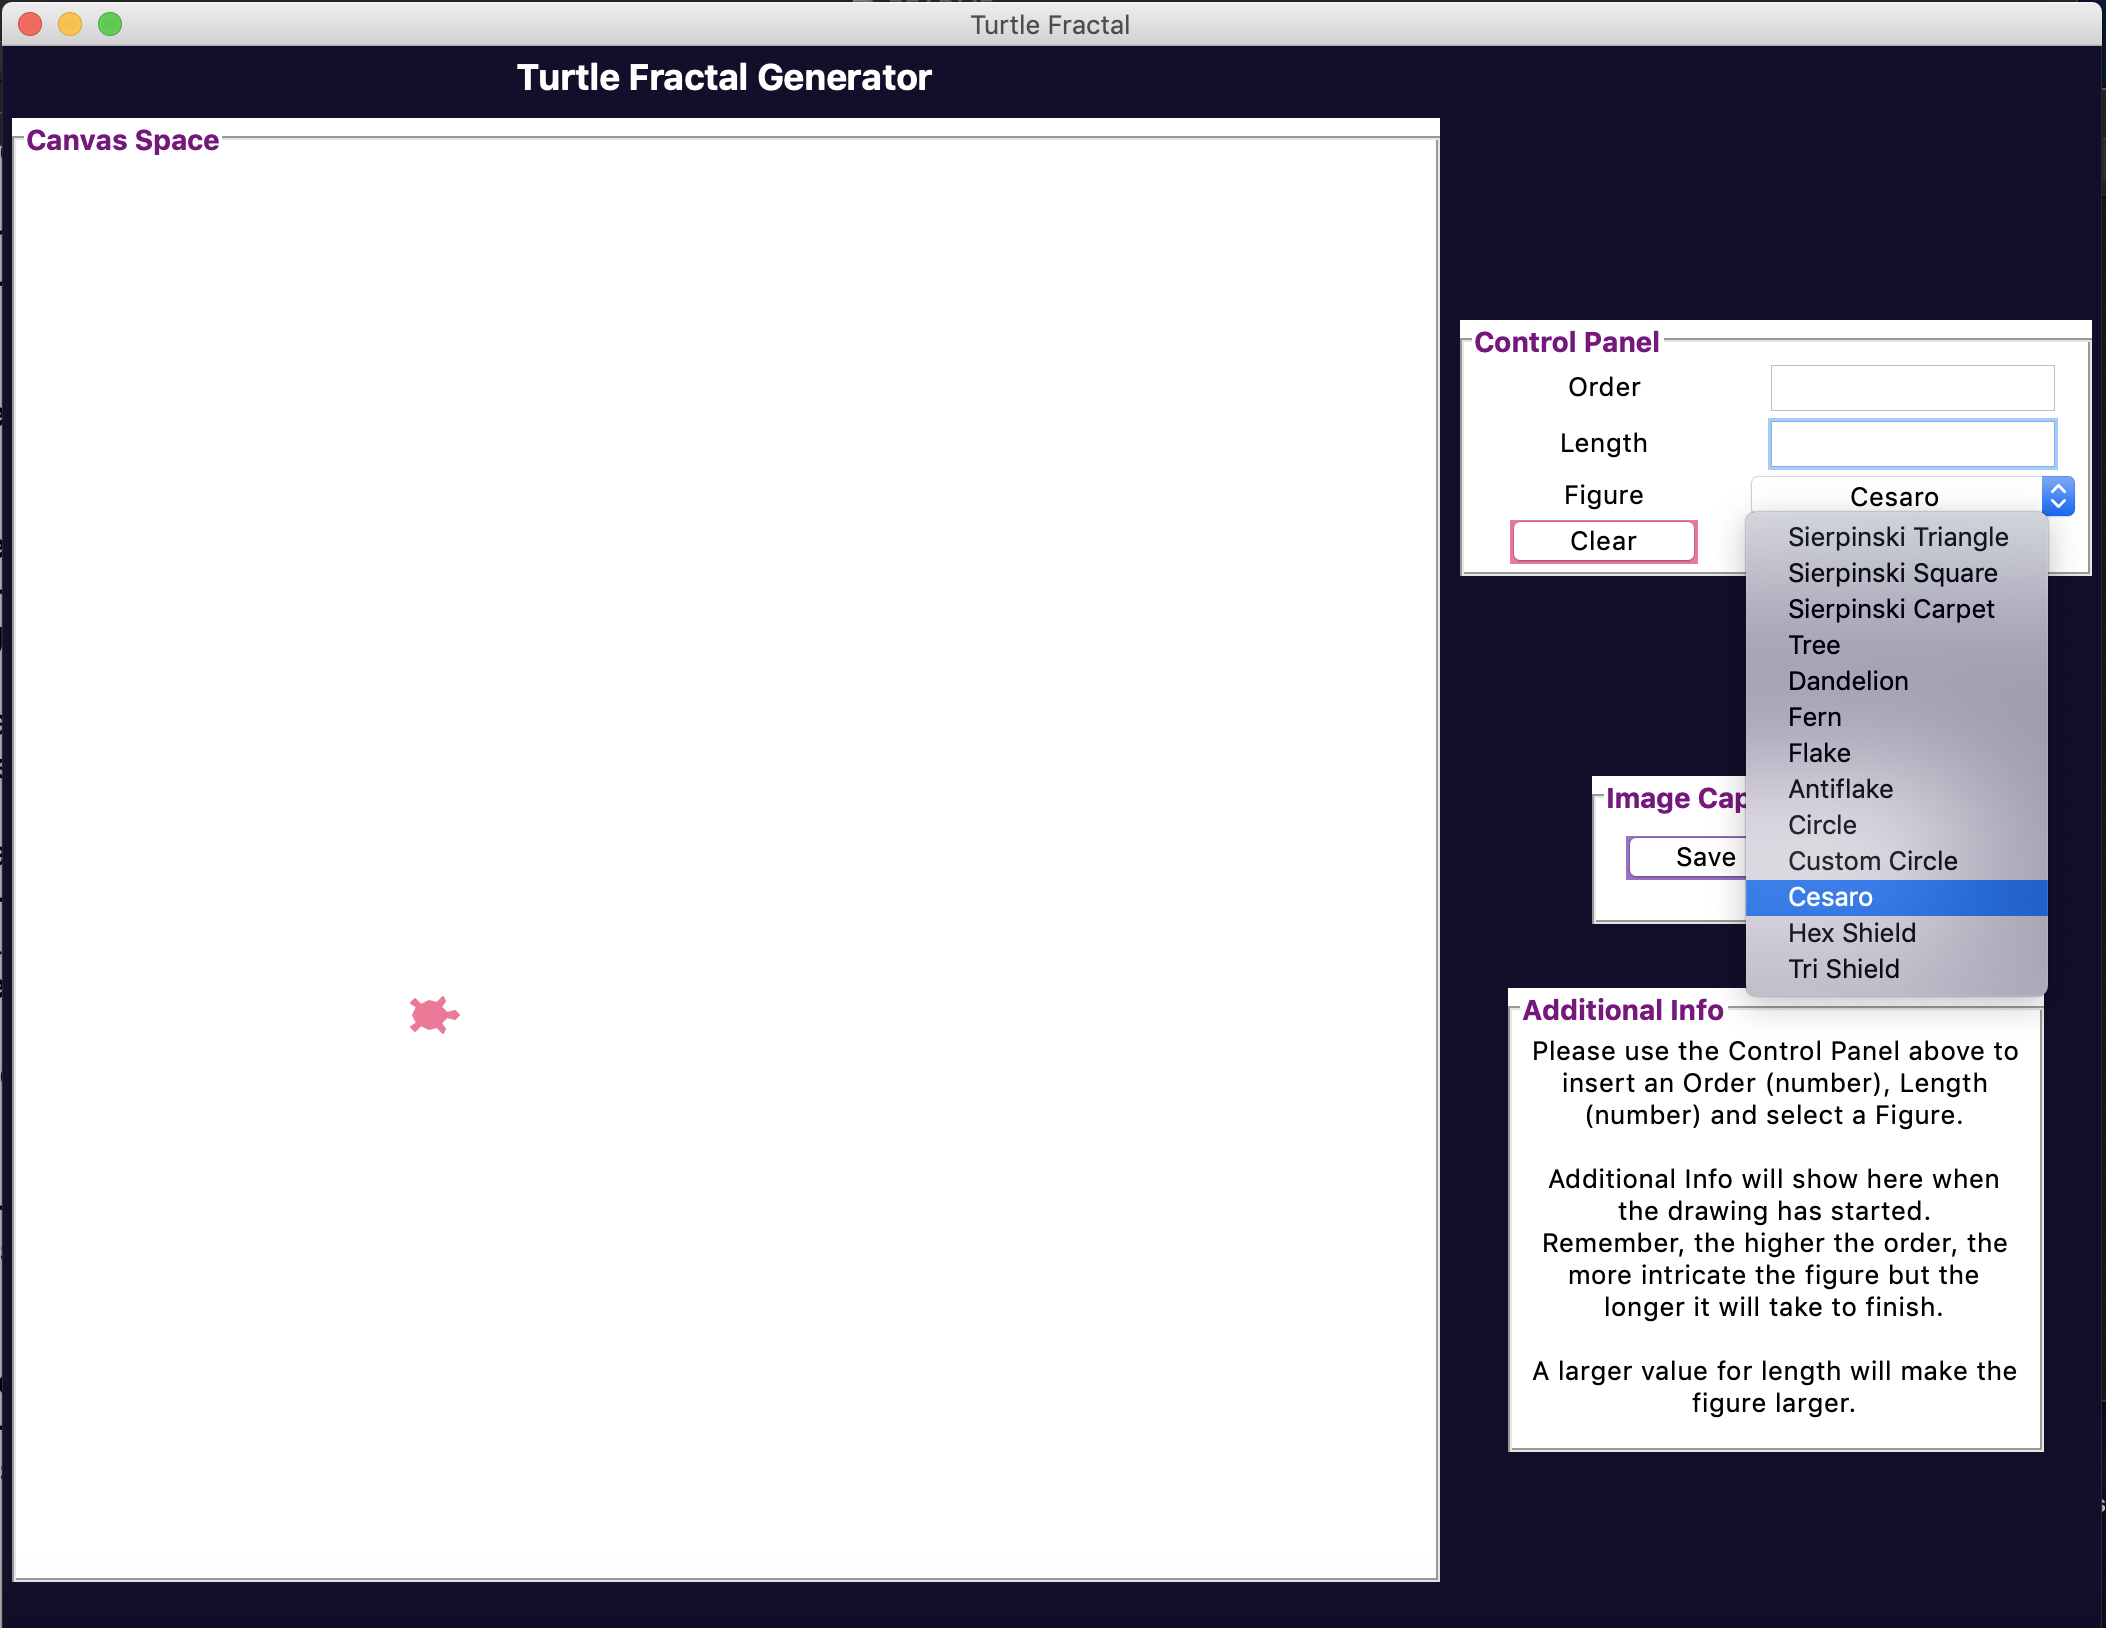 Turtle Fractal
Turtle Fractal Generator
Canvas Space
Control Panel
Order
Length
Figure
Cesaro
Clear
Sierpinski Triangle
Sierpinski Square
Sierpinski Carpet
Tree
Dandelion
Fern
Flake
Antiflake
Circle
Custom Circle
Cesaro
Hex Shield
Tri Shield
Image Cap
Save
Additional Info
Please use the Control Panel above to
insert an Order (number), Length
(number) and select a Figure.
Additional Info will show here when
the drawing has started.
Remember, the higher the order, the
more intricate the figure but the
longer it will take to finish.
A larger value for length will make the
figure larger.